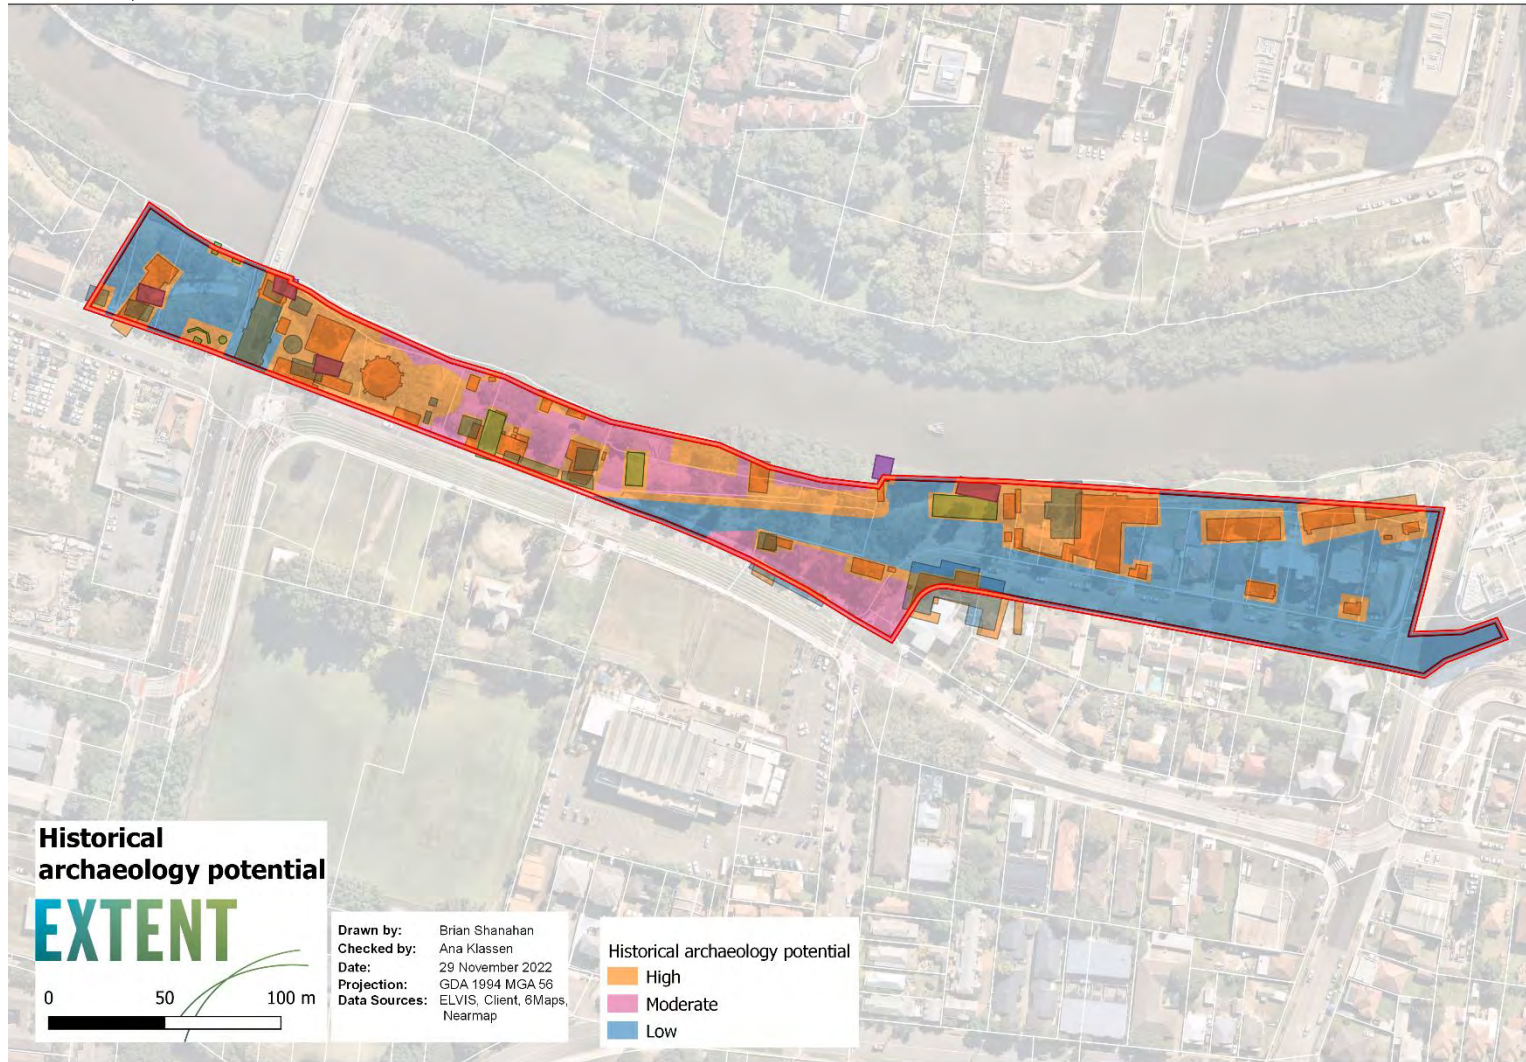 Historical
archaeology potential
EXTENT
0 50 100 m
Drawn by: Brian Shanahan
Checked by: Ana Klassen
Date: 29 November 2022
Projection: GDA 1994 MGA 56
Data Sources: ELVIS, Client, 6Maps,
Nearmap
Historical archaeology potential
High
Moderate
Low